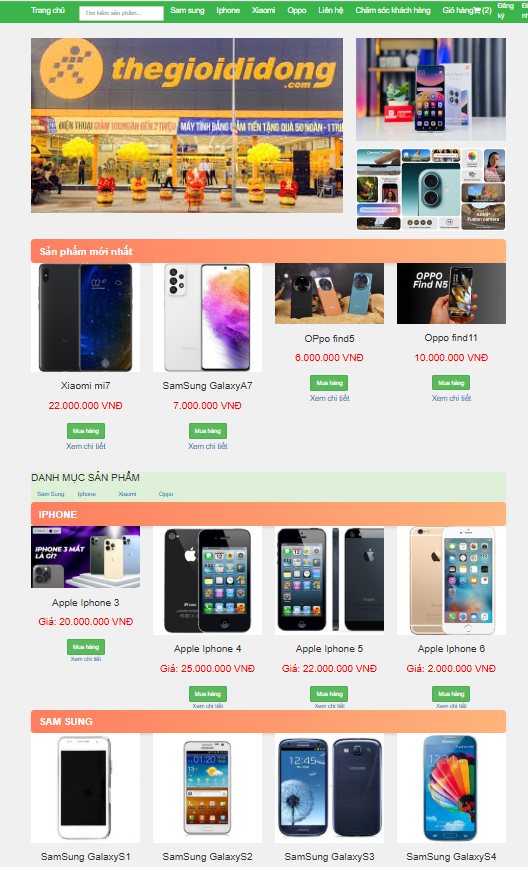 Trang chủ
Tìm kiếm sản phẩm...
Sam sung
Iphone
Xiaomi
Oppo
Liên hệ
Chăm sóc khách hàng
Giỏ hàng (2)
Đăng
ký
thegioididong
.com
ĐIỆN THOẠI GIẢM 100NGÀN ĐẾN 2 TRIỆU
MÁY TÍNH BẢNG
TIỀN TẶNG QUÀ 50 NGÀN - 1 TRIỆU
Sản phẩm mới nhất
OPPO
Find N5
Xiaomi mi7
SamSung GalaxyA7
OPpo find5
Oppo find11
22.000.000 VNĐ
7.000.000 VNĐ
6.000.000 VNĐ
10.000.000 VNĐ
Mua hàng
Mua hàng
Mua hàng
Mua hàng
Xem chi tiết
Xem chi tiết
Xem chi tiết
Xem chi tiết
DANH MỤC SẢN PHẨM
Sam Sung
Iphone
Xiaomi
Oppo
IPHONE
IPHONE 3 MẮT
LÀ GÌ?
Apple Iphone 3
Apple Iphone 4
Apple Iphone 5
Apple Iphone 6
Giá: 20.000.000 VNĐ
Giá: 25.000.000 VNĐ
Giá: 22.000.000 VNĐ
Giá: 2.000.000 VNĐ
Mua hàng
Mua hàng
Mua hàng
Mua hàng
Xem chi tiết
Xem chi tiết
Xem chi tiết
Xem chi tiết
SAM SUNG
01:20
12:45
SamSung GalaxyS1
SamSung GalaxyS2
SamSung GalaxyS3
SamSung GalaxyS4